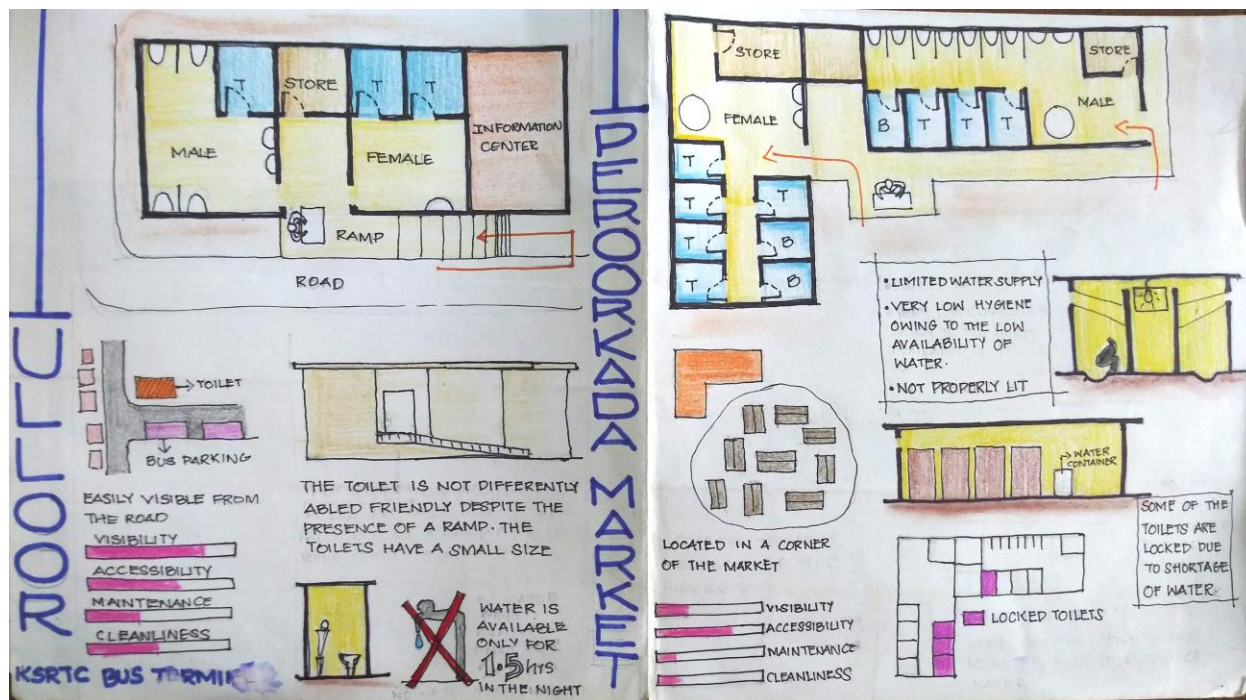 ULLOOR
KSRTC BUS TERMI
T
STORE
T
T
MALE
FEMALE
INFORMATION
CENTER
RAMP
ROAD
TOILET
BUS PARKING
EASILY VISIBLE FROM
THE ROAD
VISIBILITY
ACCESSIBILITY
MAINTENANCE
CLEANLINESS
THE TOILET IS NOT DIFFERENTLY
ABLED FRIENDLY DESPITE THE
PRESENCE OF A RAMP. THE
TOILETS HAVE A SMALL SIZE
WATER IS
AVAILABLE
ONLY FOR
1.5 hrs
IN THE NIGHT
PEROORKADA MARKET
STORE
STORE
FEMALE
B
T
T
T
MALE
T
T
T
T
B
T
B
• LIMITED WATER SUPPLY
• VERY LOW HYGIENE
OWING TO THE LOW
AVAILABILITY OF
WATER.
• NOT PROPERLY LIT
WATER
CONTAINER
LOCATED IN A CORNER
OF THE MARKET
VISIBILITY
ACCESSIBILITY
MAINTENANCE
CLEANLINESS
SOME OF THE
TOILETS ARE
LOCKED DUE
TO SHORTAGE
OF WATER.
LOCKED TOILETS